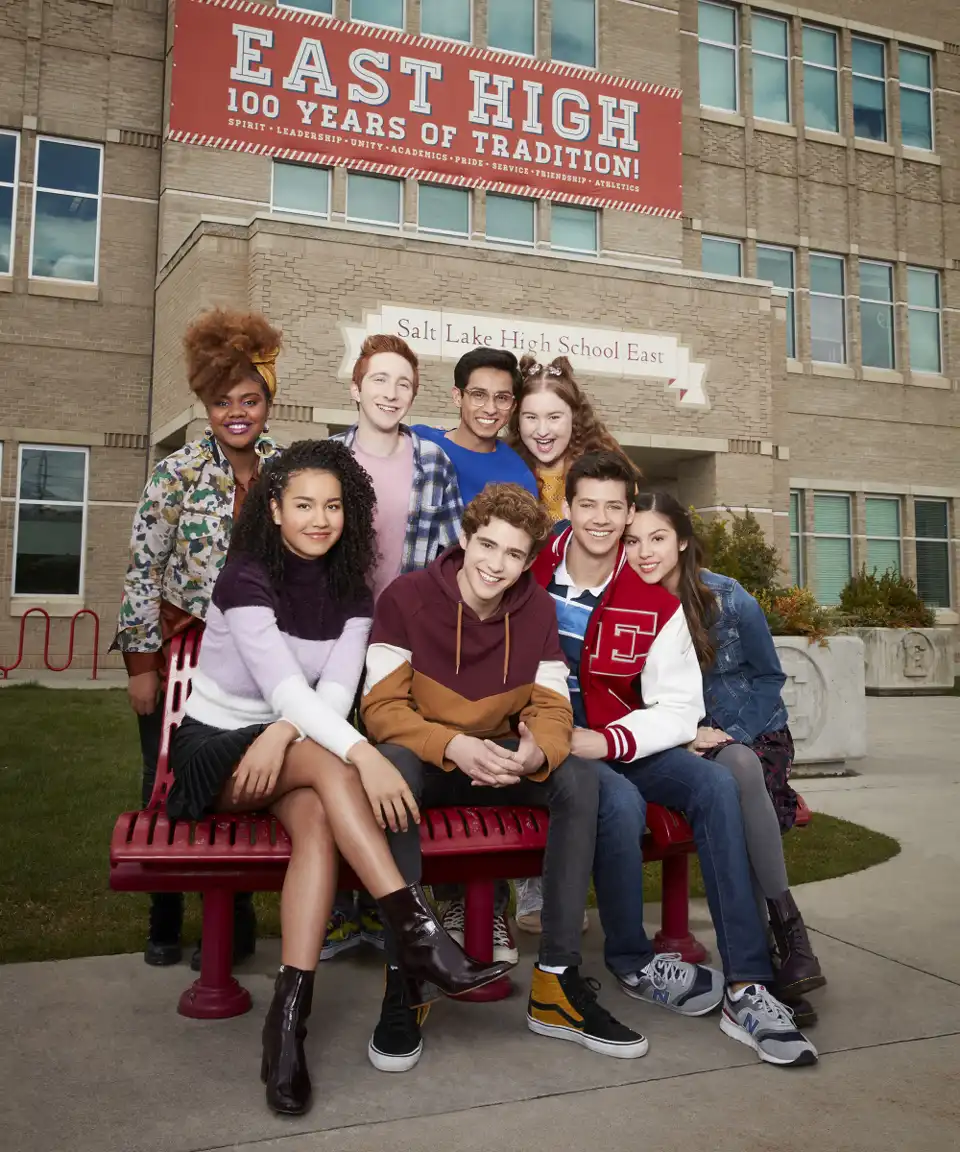 EAST HIGH
100 YEARS OF TRADITION!
SPIRIT • LEADERSHIP • UNITY • ACADEMICS • PRIDE • SERVICE • FRIENDSHIP • ATHLETICS
Salt Lake High School East
E
E
E
N
N